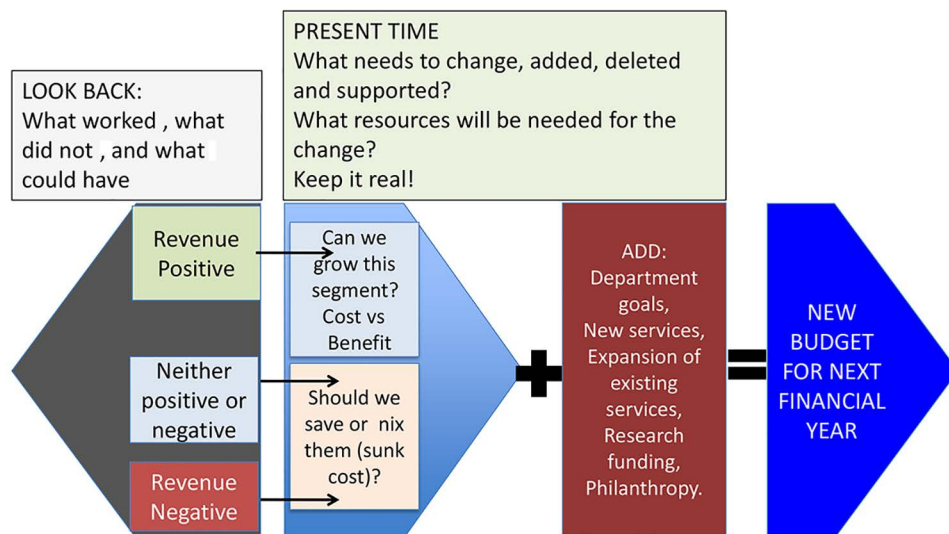 LOOK BACK:
What worked , what
did not , and what
could have
PRESENT TIME
What needs to change, added, deleted
and supported?
What resources will be needed for the
change?
Keep it real!
Revenue
Positive
Neither
positive or
negative
Revenue
Negative
Can we
grow this
segment?
Cost vs
Benefit
Should we
save or nix
them (sunk
cost)?
+
ADD:
Department
goals,
New services,
Expansion of
existing
services,
Research
funding,
Philanthropy.
=
NEW
BUDGET
FOR NEXT
FINANCIAL
YEAR